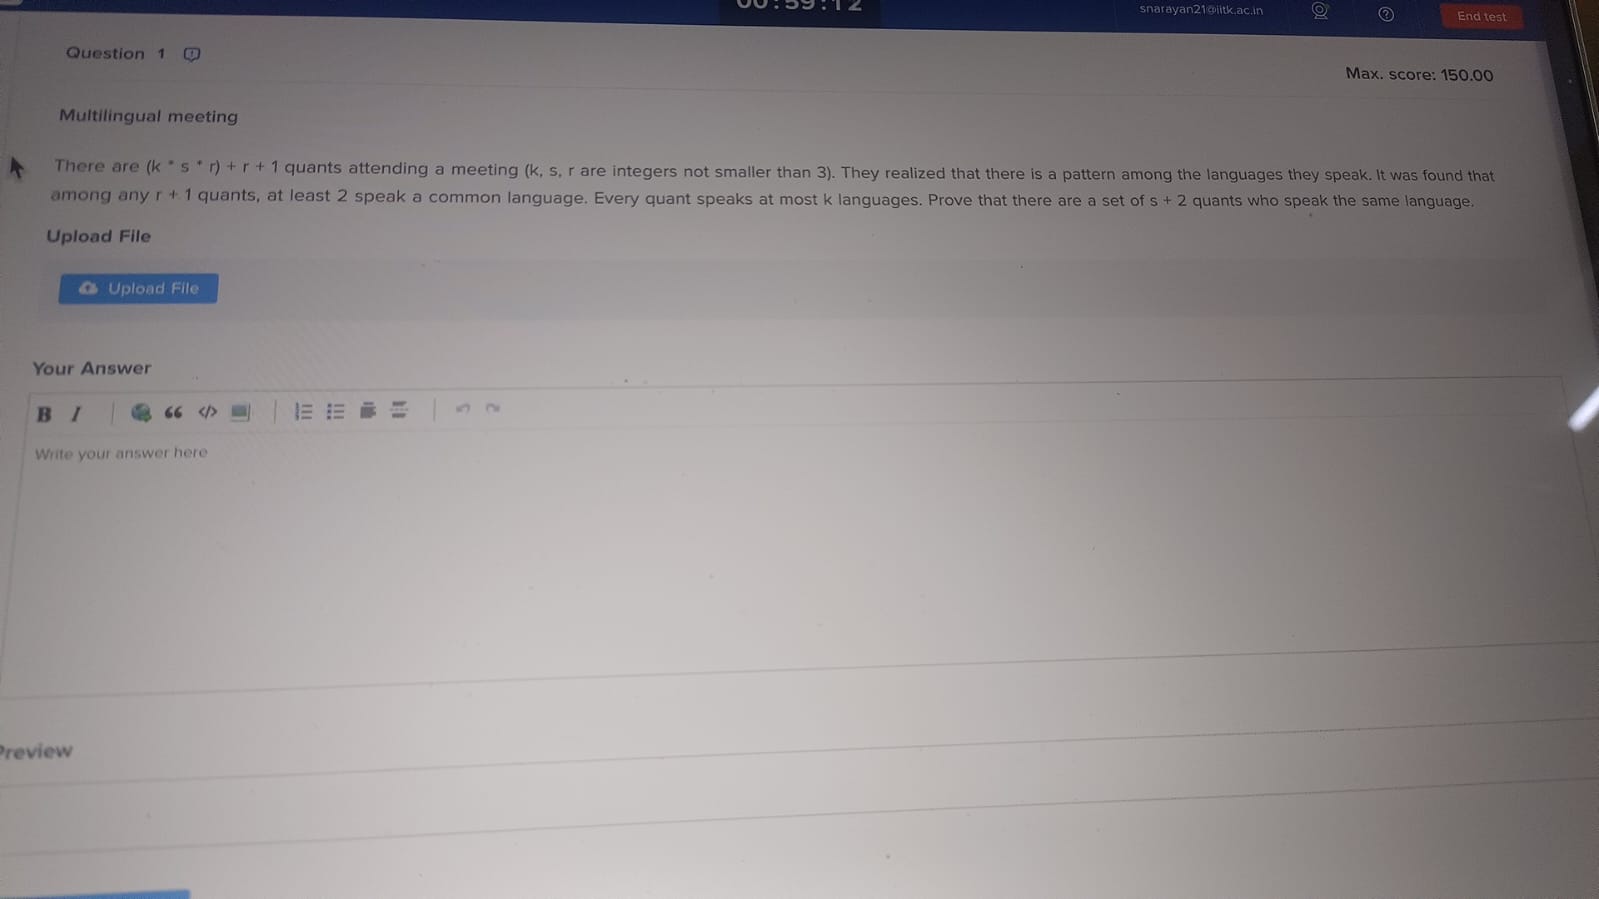 00:59:12
snarayan21@iitk.ac.in
End test
Question 1
Max. score: 150.00
Multilingual meeting
There are (k * s * r) + r + 1 quants attending a meeting (k, s, r are integers not smaller than 3). They realized that there is a pattern among the languages they speak. It was found that
among any r + 1 quants, at least 2 speak a common language. Every quant speaks at most k languages. Prove that there are a set of s + 2 quants who speak the same language.
Upload File
Upload File
Your Answer
B I
Write your answer here
Preview